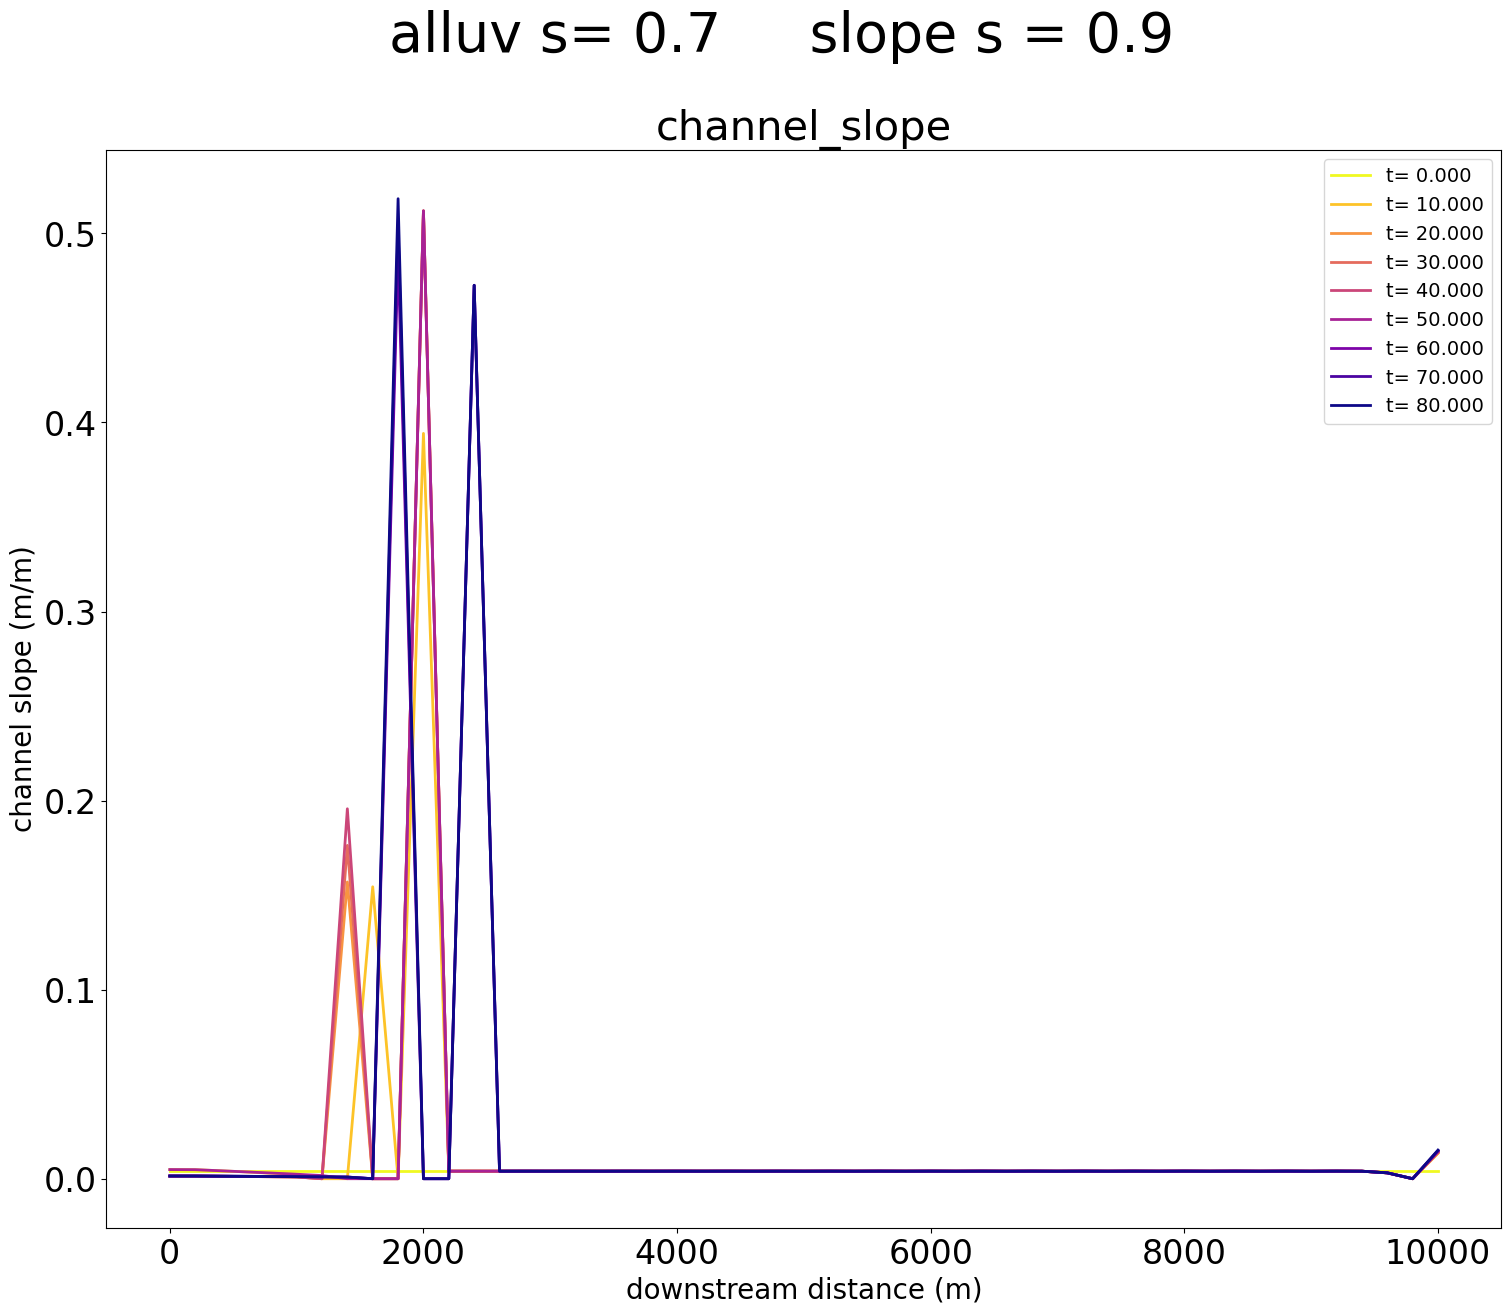 alluv s= 0.7     slope s = 0.9
channel_slope
t= 0.000
t= 10.000
t= 20.000
t= 30.000
t= 40.000
t= 50.000
t= 60.000
t= 70.000
t= 80.000
channel slope (m/m)
0.5
0.4
0.3
0.2
0.1
0.0
0 2000 4000 6000 8000 10000
downstream distance (m)